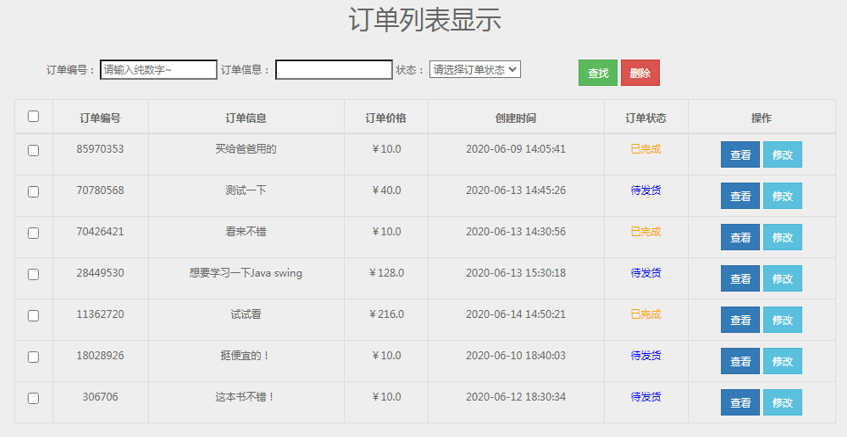 订单列表显示
订单编号： 请输入纯数字~ 订单信息： 状态： 请选择订单状态 查找 删除
订单编号 订单信息 订单价格 创建时间 订单状态 操作
85970353 买给爸爸用的 ￥10.0 2020-06-09 14:05:41 已完成 查看 修改
70780568 测试一下 ￥40.0 2020-06-13 14:45:26 待发货 查看 修改
70426421 看来不错 ￥10.0 2020-06-13 14:30:56 已完成 查看 修改
28449530 想要学习一下Java swing ￥128.0 2020-06-13 15:30:18 待发货 查看 修改
11362720 试试看 ￥216.0 2020-06-14 14:50:21 已完成 查看 修改
18028926 挺便宜的！ ￥10.0 2020-06-10 18:40:03 待发货 查看 修改
306706 这本书不错！ ￥10.0 2020-06-12 18:30:34 待发货 查看 修改